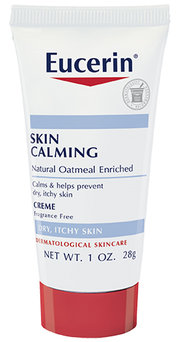 Eucerin®
SKIN
CALMING
Natural Oatmeal Enriched
Calms & helps prevent
dry, itchy skin
CREME
Fragrance Free
DRY, ITCHY SKIN
DERMATOLOGICAL SKINCARE
NET WT. 1 OZ. 28g